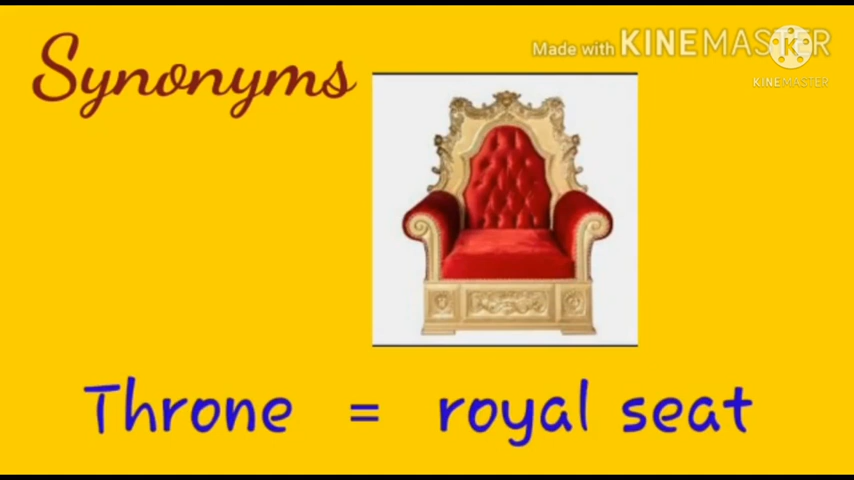 Synonyms
Made with KINEMASTER
K
KINEMASTER
Throne = royal seat